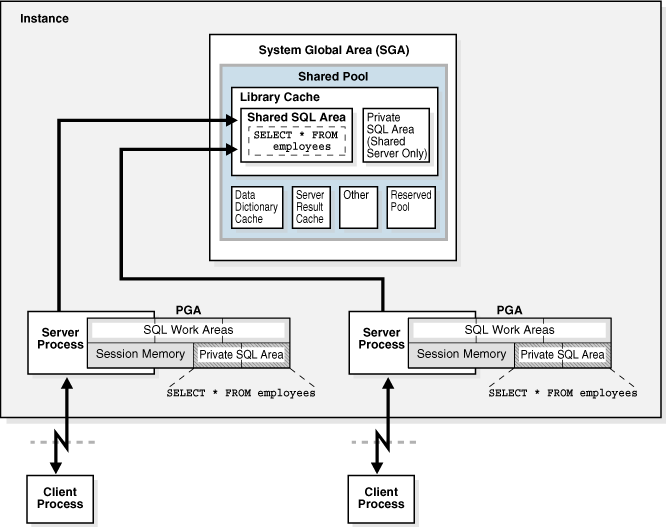 Instance
System Global Area (SGA)
Shared Pool
Library Cache
Shared SQL Area
SELECT * FROM
employees
Private
SQL Area
(Shared
Server Only)
Data
Dictionary
Cache
Server
Result
Cache
Other
Reserved
Pool
PGA
Server
Process
SQL Work Areas
Session Memory
Private SQL Area
SELECT * FROM employees
PGA
Server
Process
SQL Work Areas
Session Memory
Private SQL Area
SELECT * FROM employees
Client
Process
Client
Process